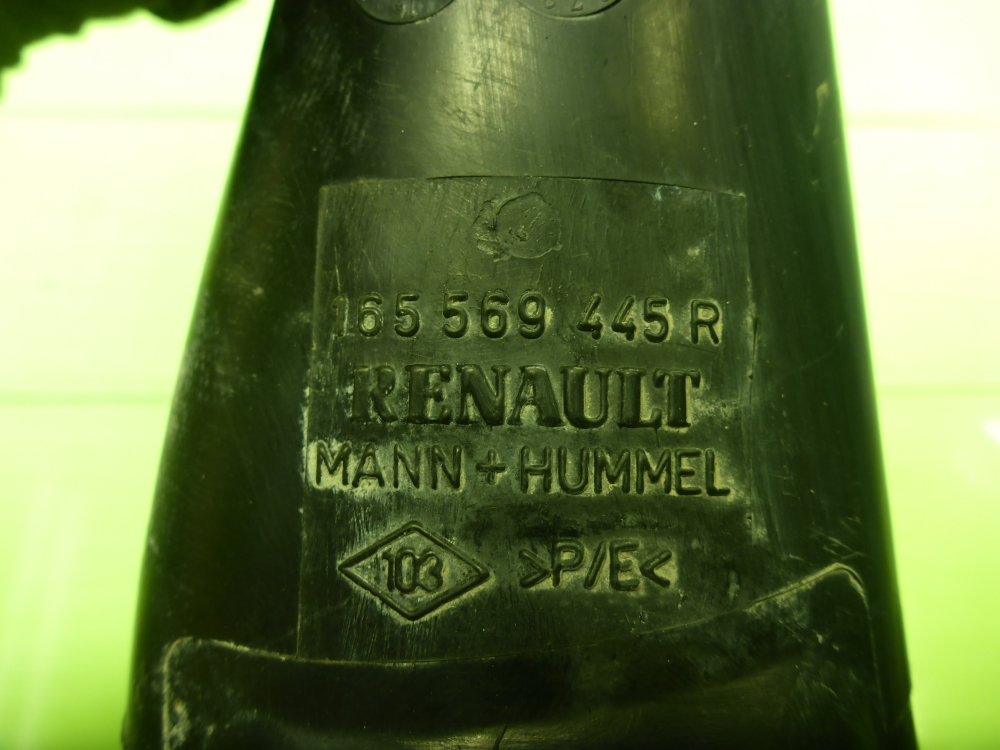 165 569 445 R
RENAULT
MANN + HUMMEL
103 >P/E<